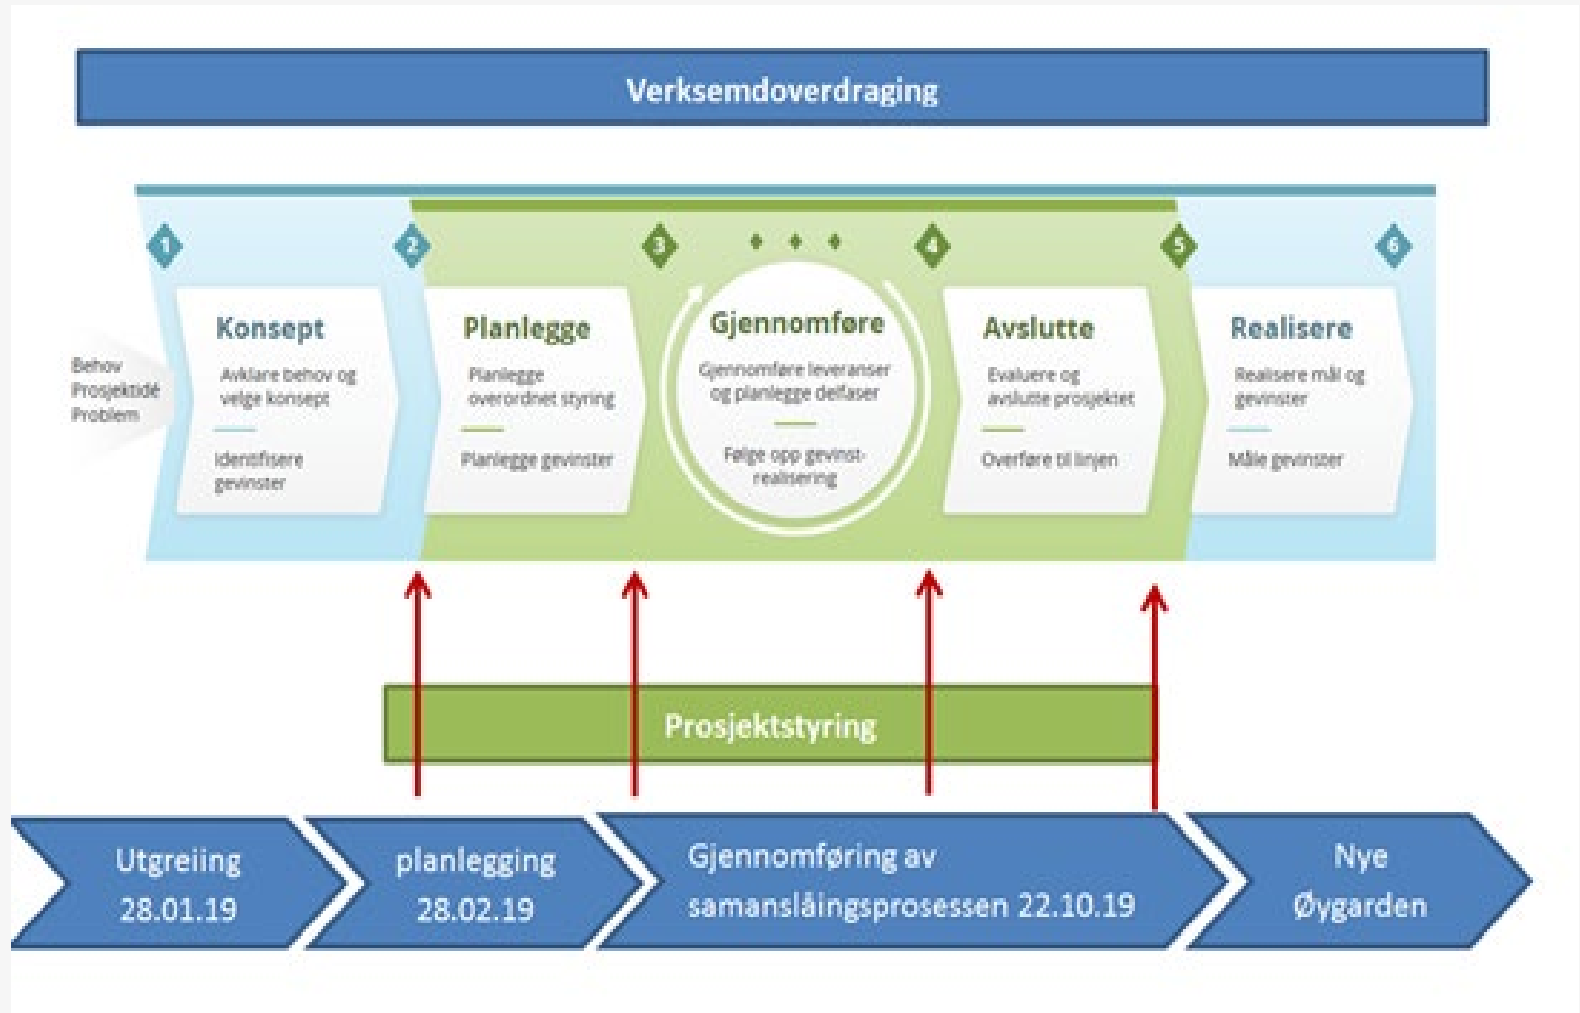 Verksemdoverdraging
1
2
3
4
5
6
Behov
Prosjektidé
Problem
Konsept
Avklare behov og
velge konsept
Identifisere
gevinster
Planlegge
Planlegge
overordnet styring
Planlegge gevinster
Gjennomføre
Gjennomføre leveranser
og planlegge delfaser
Følge opp gevinst-
realisering
Avslutte
Evaluere og
avslutte prosjektet
Overføre til linjen
Realisere
Realisere mål og
gevinster
Måle gevinster
Prosjektstyring
Utgreiing
28.01.19
planlegging
28.02.19
Gjennomføring av
samanslåingsprosessen 22.10.19
Nye
Øygarden